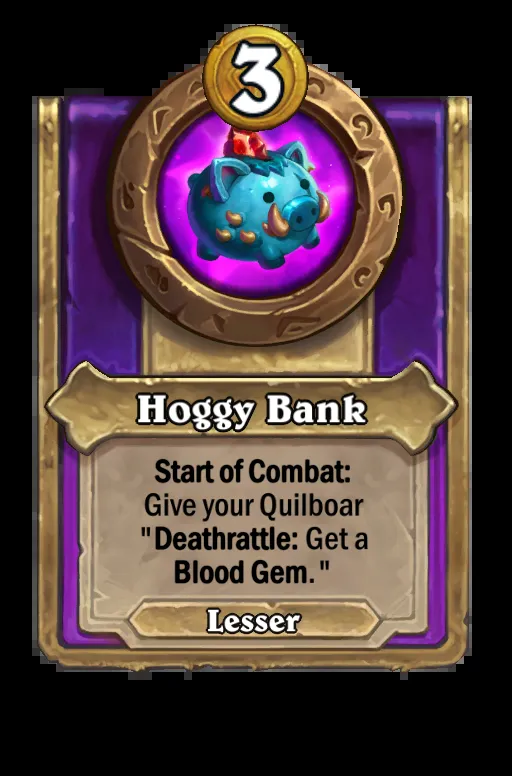 3
Hoggy Bank
Start of Combat:
Give your Quilboar
"Deathrattle: Get a
Blood Gem."
Lesser